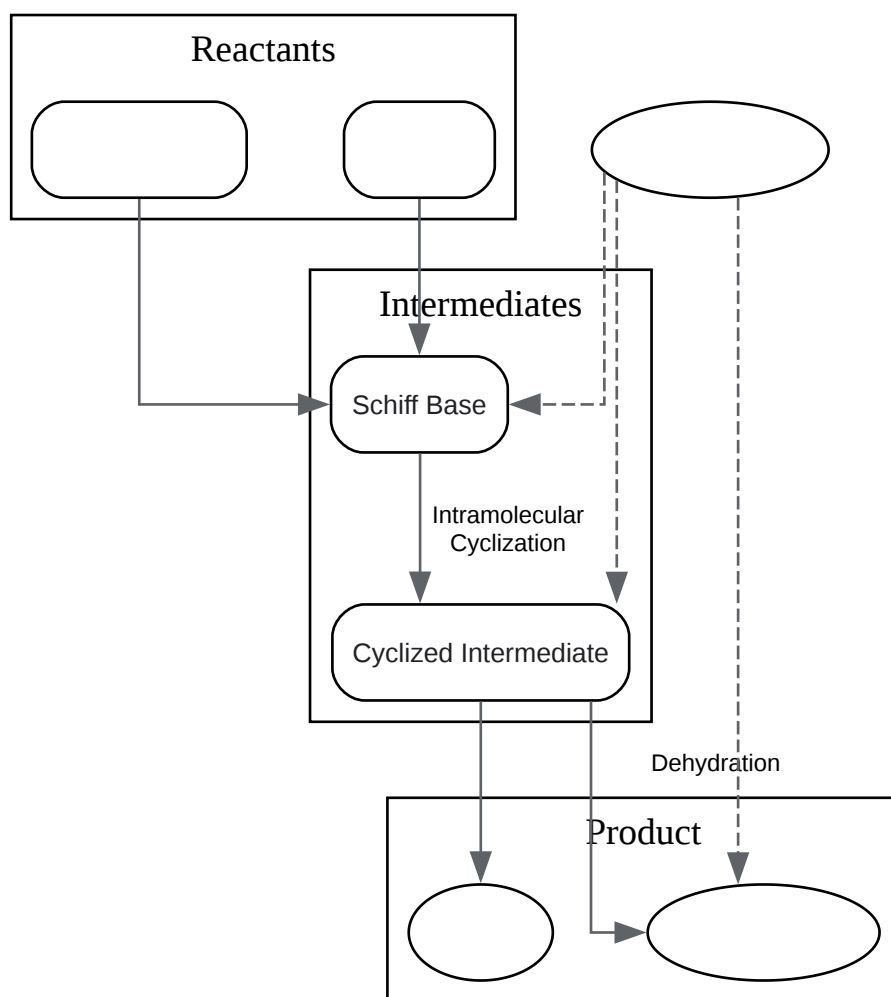 Reactants
Intermediates
Schiff Base
Intramolecular
Cyclization
Cyclized Intermediate
Dehydration
Product